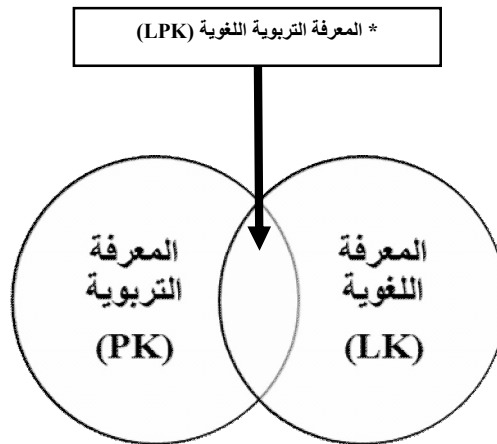 * المعرفة التربوية اللغوية (LPK)
المعرفة
اللغوية
(LK)
المعرفة
التربوية
(PK)